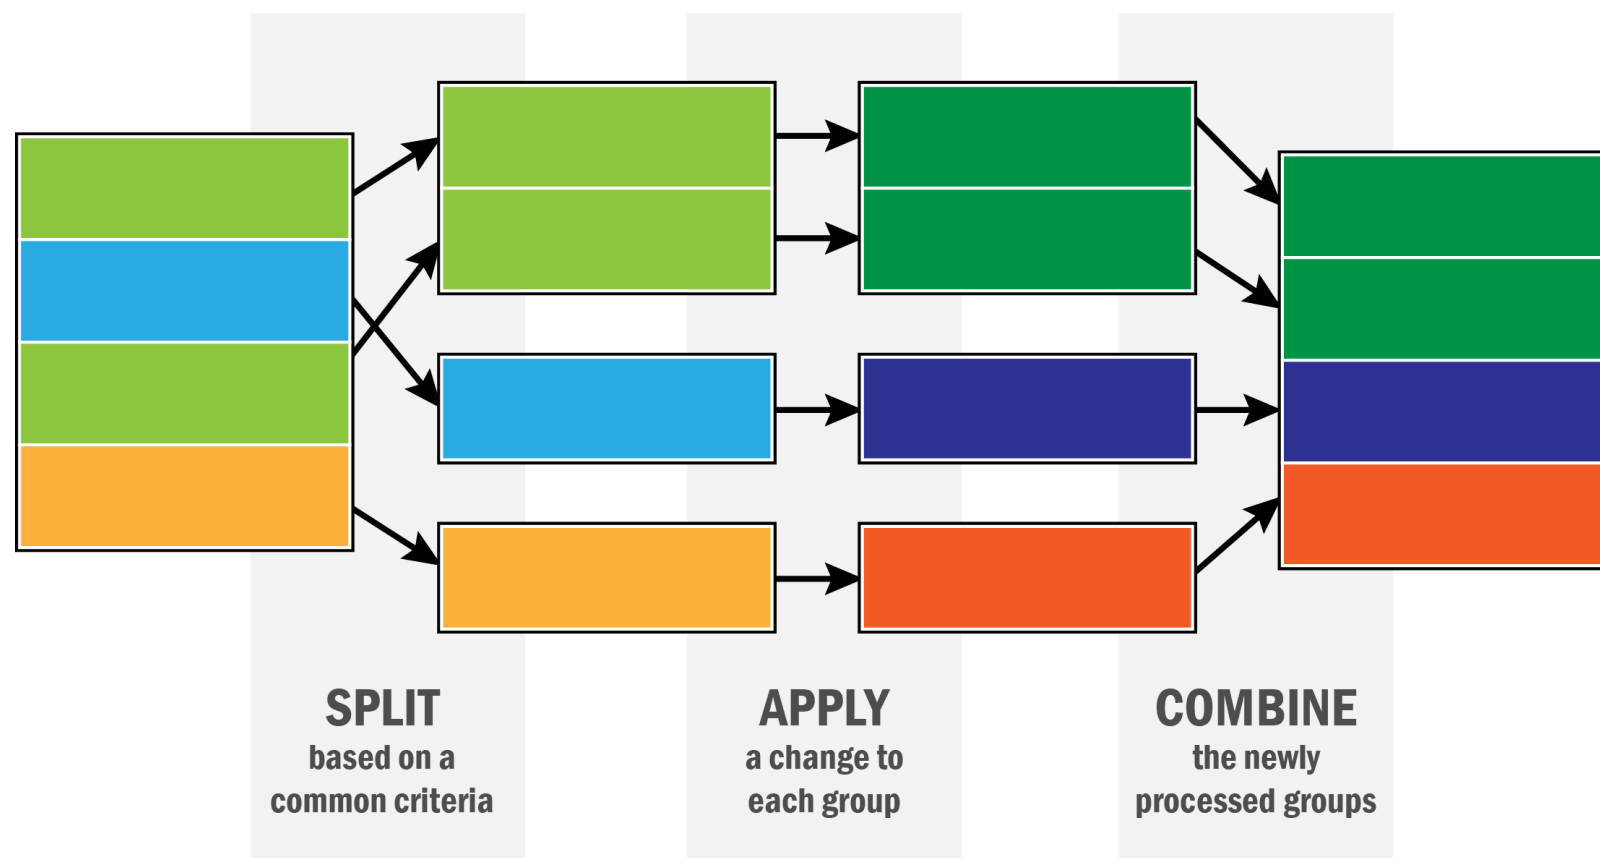 SPLIT
based on a
common criteria
APPLY
a change to
each group
COMBINE
the newly
processed groups